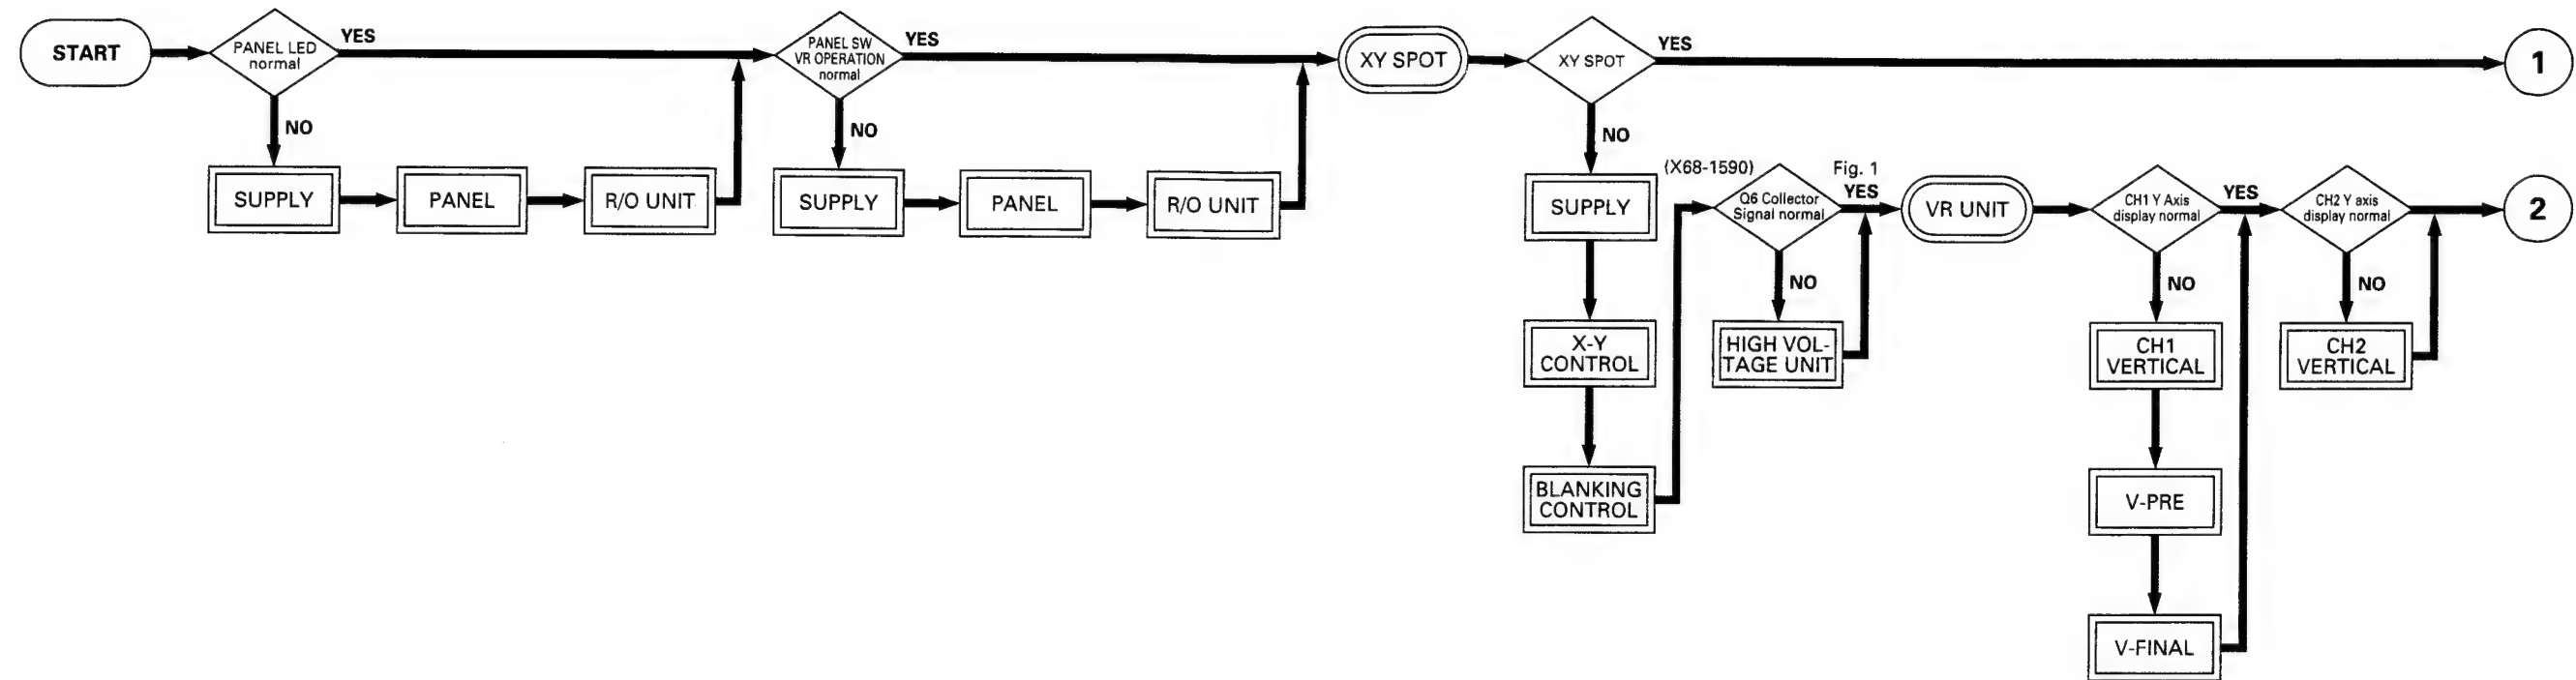 START
PANEL LED
normal
YES
NO
SUPPLY
PANEL
R/O UNIT
PANEL SW
VR OPERATION
normal
YES
NO
SUPPLY
PANEL
R/O UNIT
XY SPOT
XY SPOT
YES
1
NO
SUPPLY
X-Y
CONTROL
BLANKING
CONTROL
(X68-1590)
Q6 Collector
Signal normal
Fig. 1
YES
NO
HIGH VOL-
TAGE UNIT
VR UNIT
CH1 Y Axis
display normal
YES
NO
CH1
VERTICAL
V-PRE
V-FINAL
CH2 Y axis
display normal
NO
CH2
VERTICAL
2